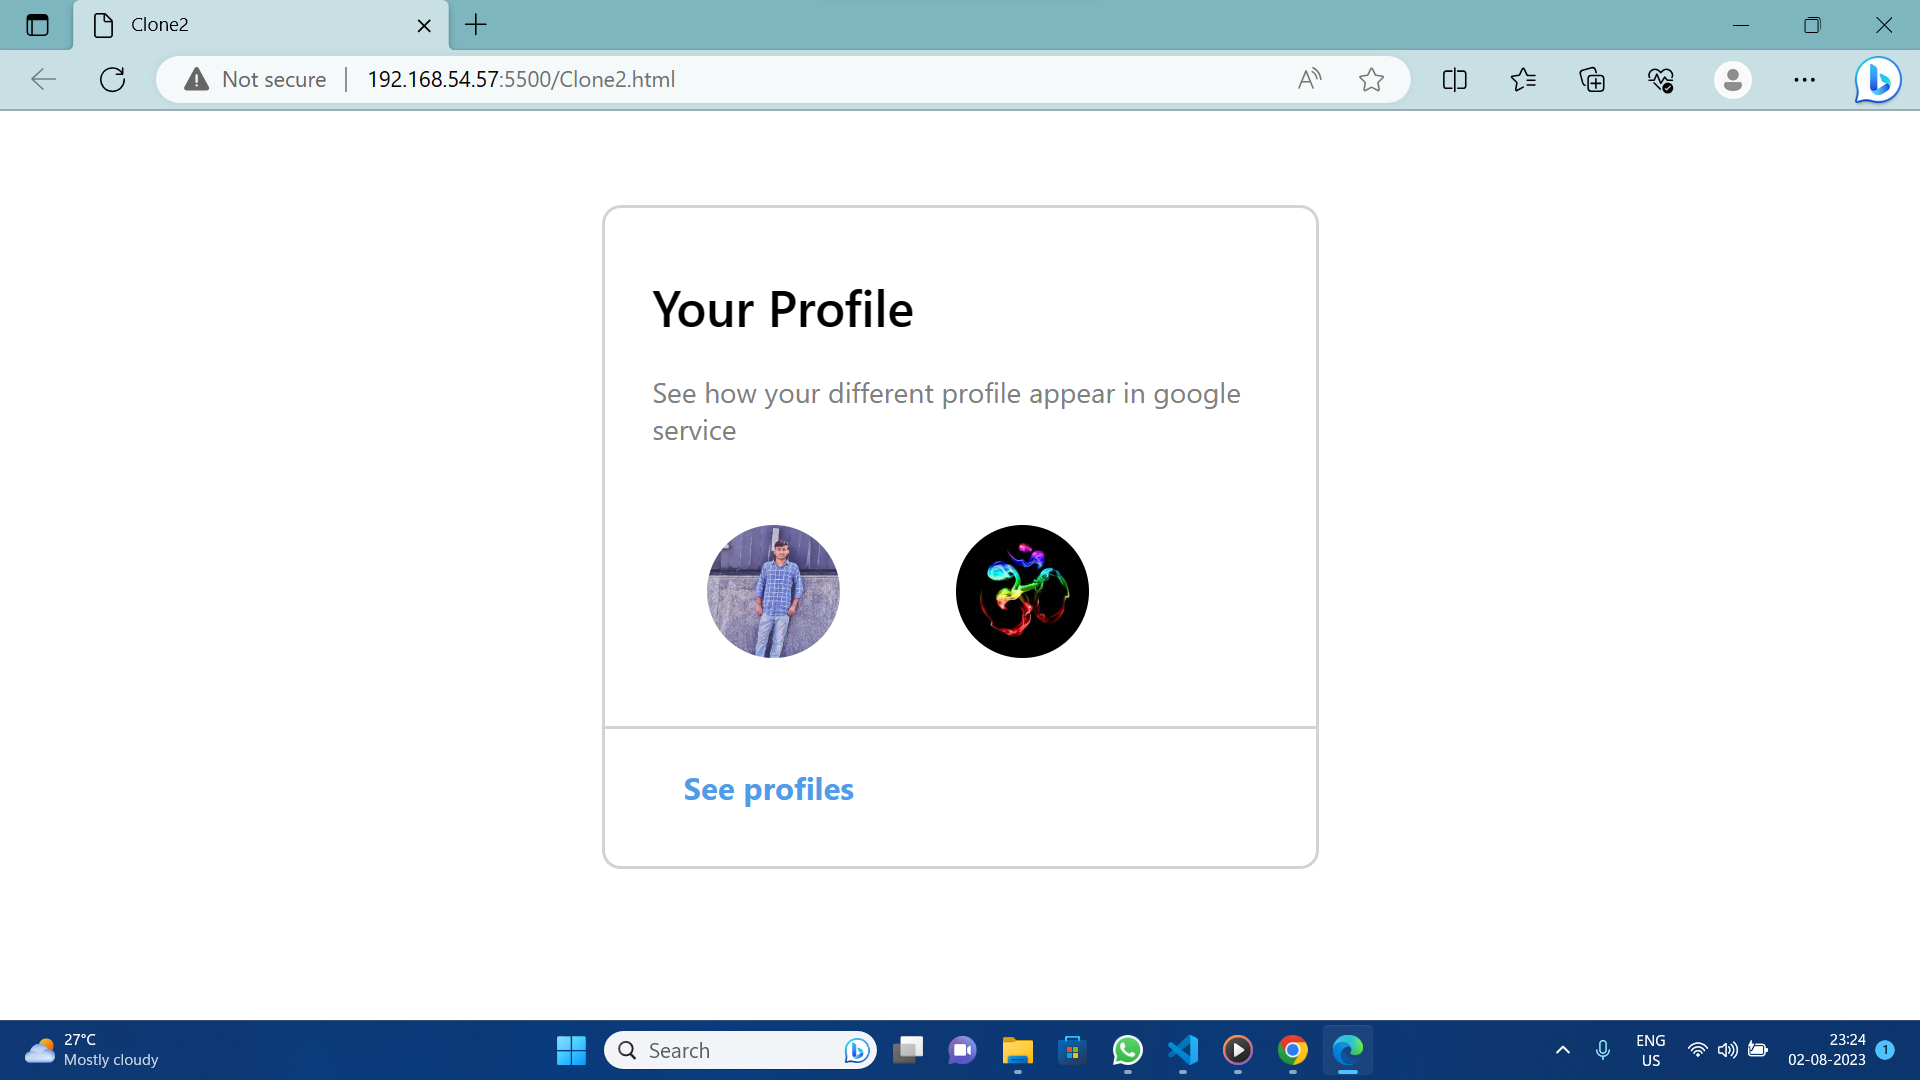 Clone2
Not secure
192.168.54.57:5500/Clone2.html
Your Profile
See how your different profile appear in google
service
See profiles
27°C
Mostly cloudy
Search
ENG
US
23:24
02-08-2023
1